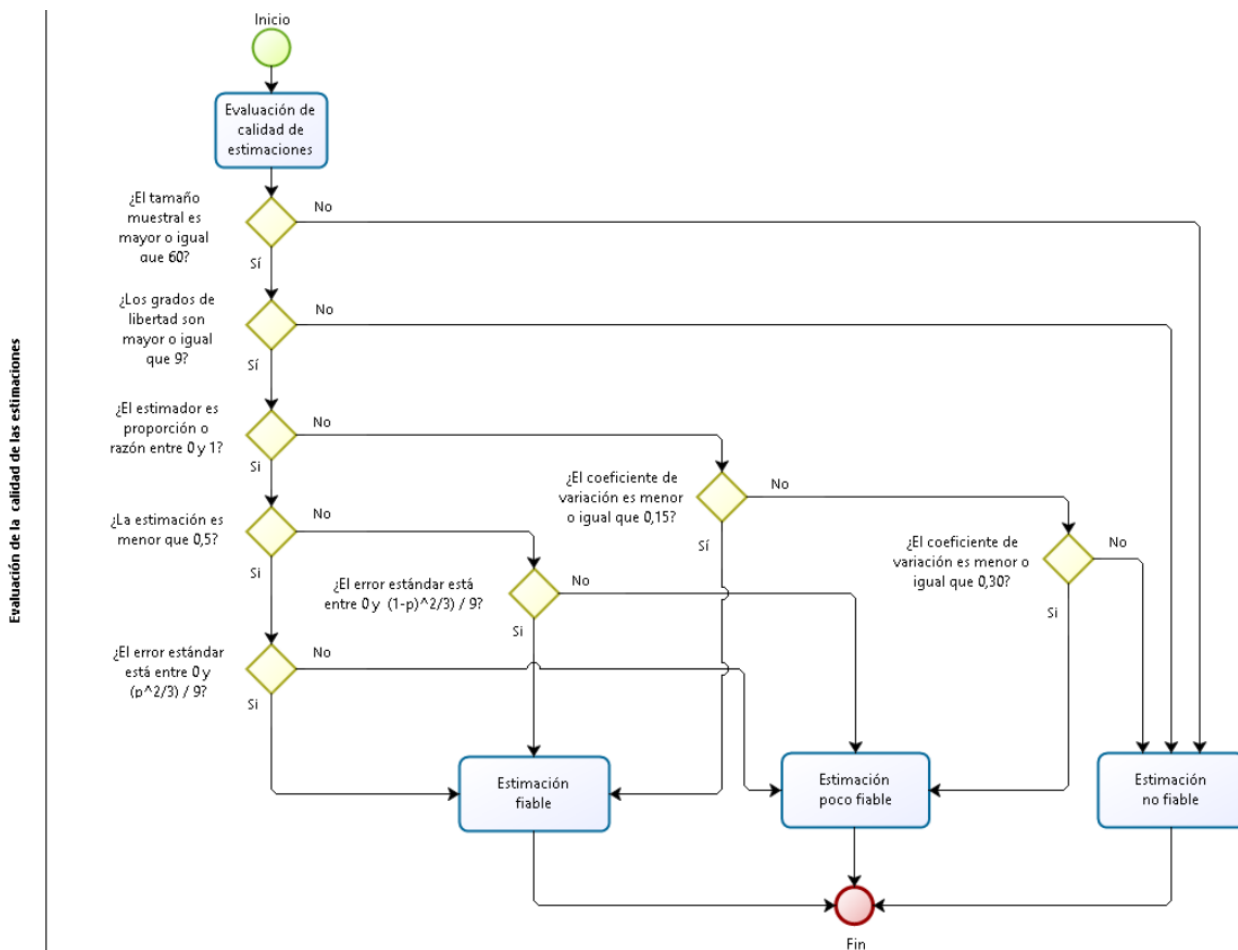 Evaluación de la calidad de las estimaciones
Inicio
Evaluación de
calidad de
estimaciones
¿El tamaño
muestral es
mayor o igual
que 60?
No
Sí
¿Los grados de
libertad son
mayor o igual
que 9?
No
Sí
¿El estimador es
proporción o
razón entre 0 y 1?
No
Si
¿El coeficiente de
variación es menor
o igual que 0,15?
No
Sí
¿La estimación es
menor que 0,5?
No
Si
¿El coeficiente de
variación es menor o
igual que 0,30?
No
Si
¿El error estándar está
entre 0 y (1-p)^2/3) / 9?
No
Si
¿El error estándar
está entre 0 y
(p^2/3) / 9?
No
Si
Estimación
fiable
Estimación
poco fiable
Estimación
no fiable
Fin